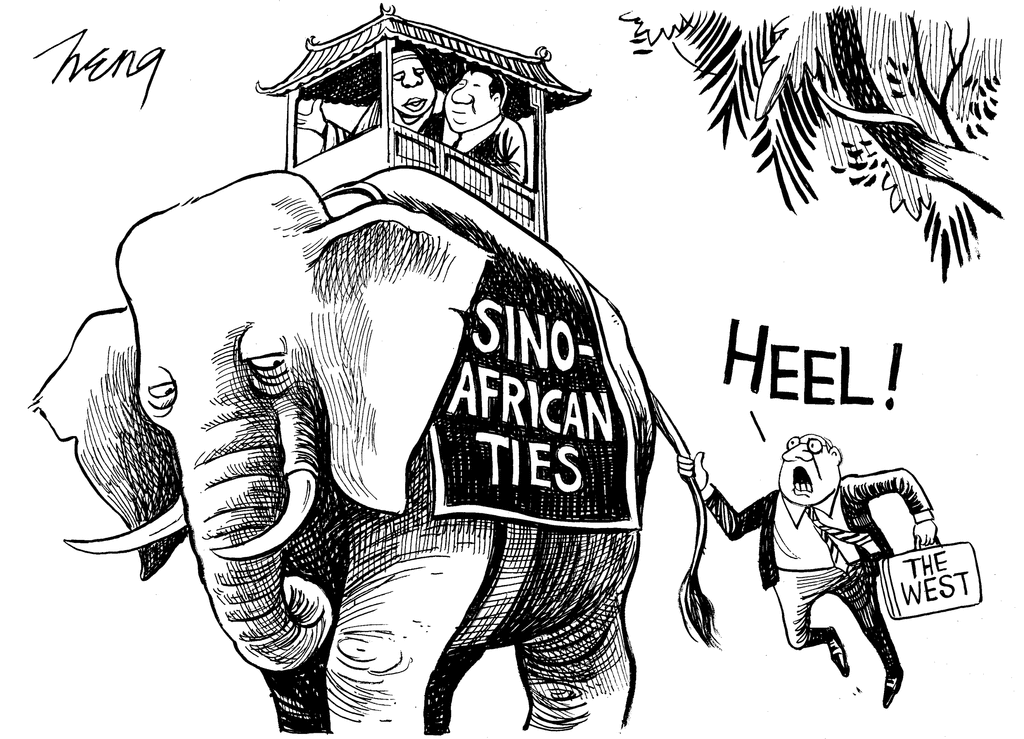 Heng
SINO-
AFRICAN
TIES
HEEL!
THE
WEST